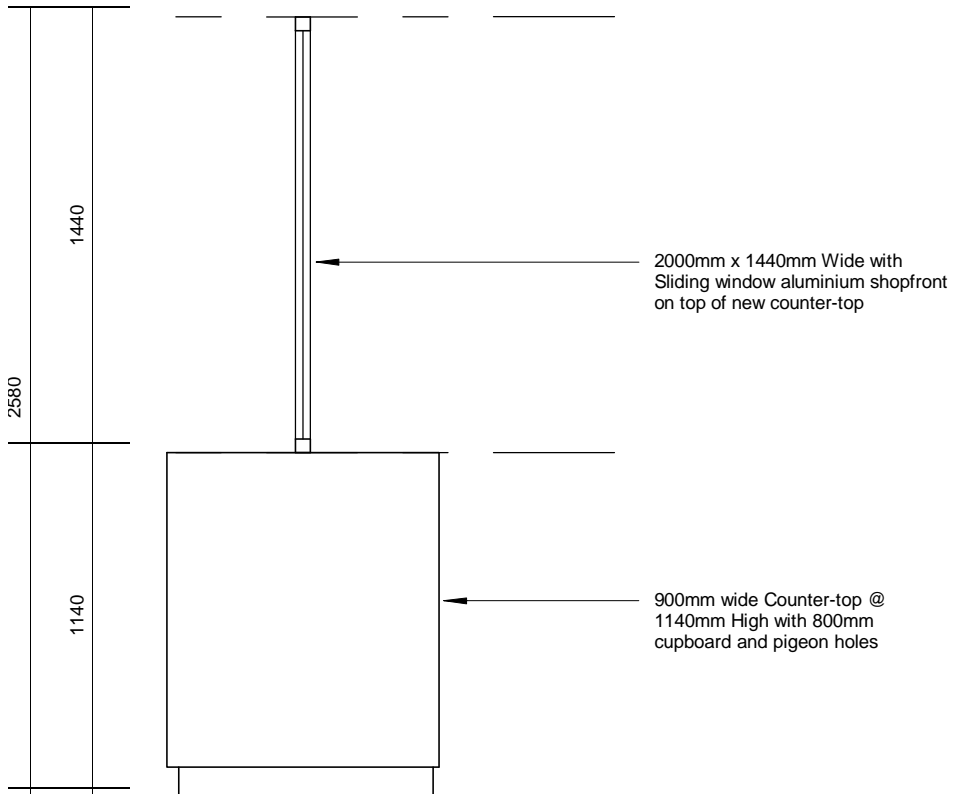 1440
2580
1140
2000mm x 1440mm Wide with
Sliding window aluminium shopfront
on top of new counter-top
900mm wide Counter-top @
1140mm High with 800mm
cupboard and pigeon holes